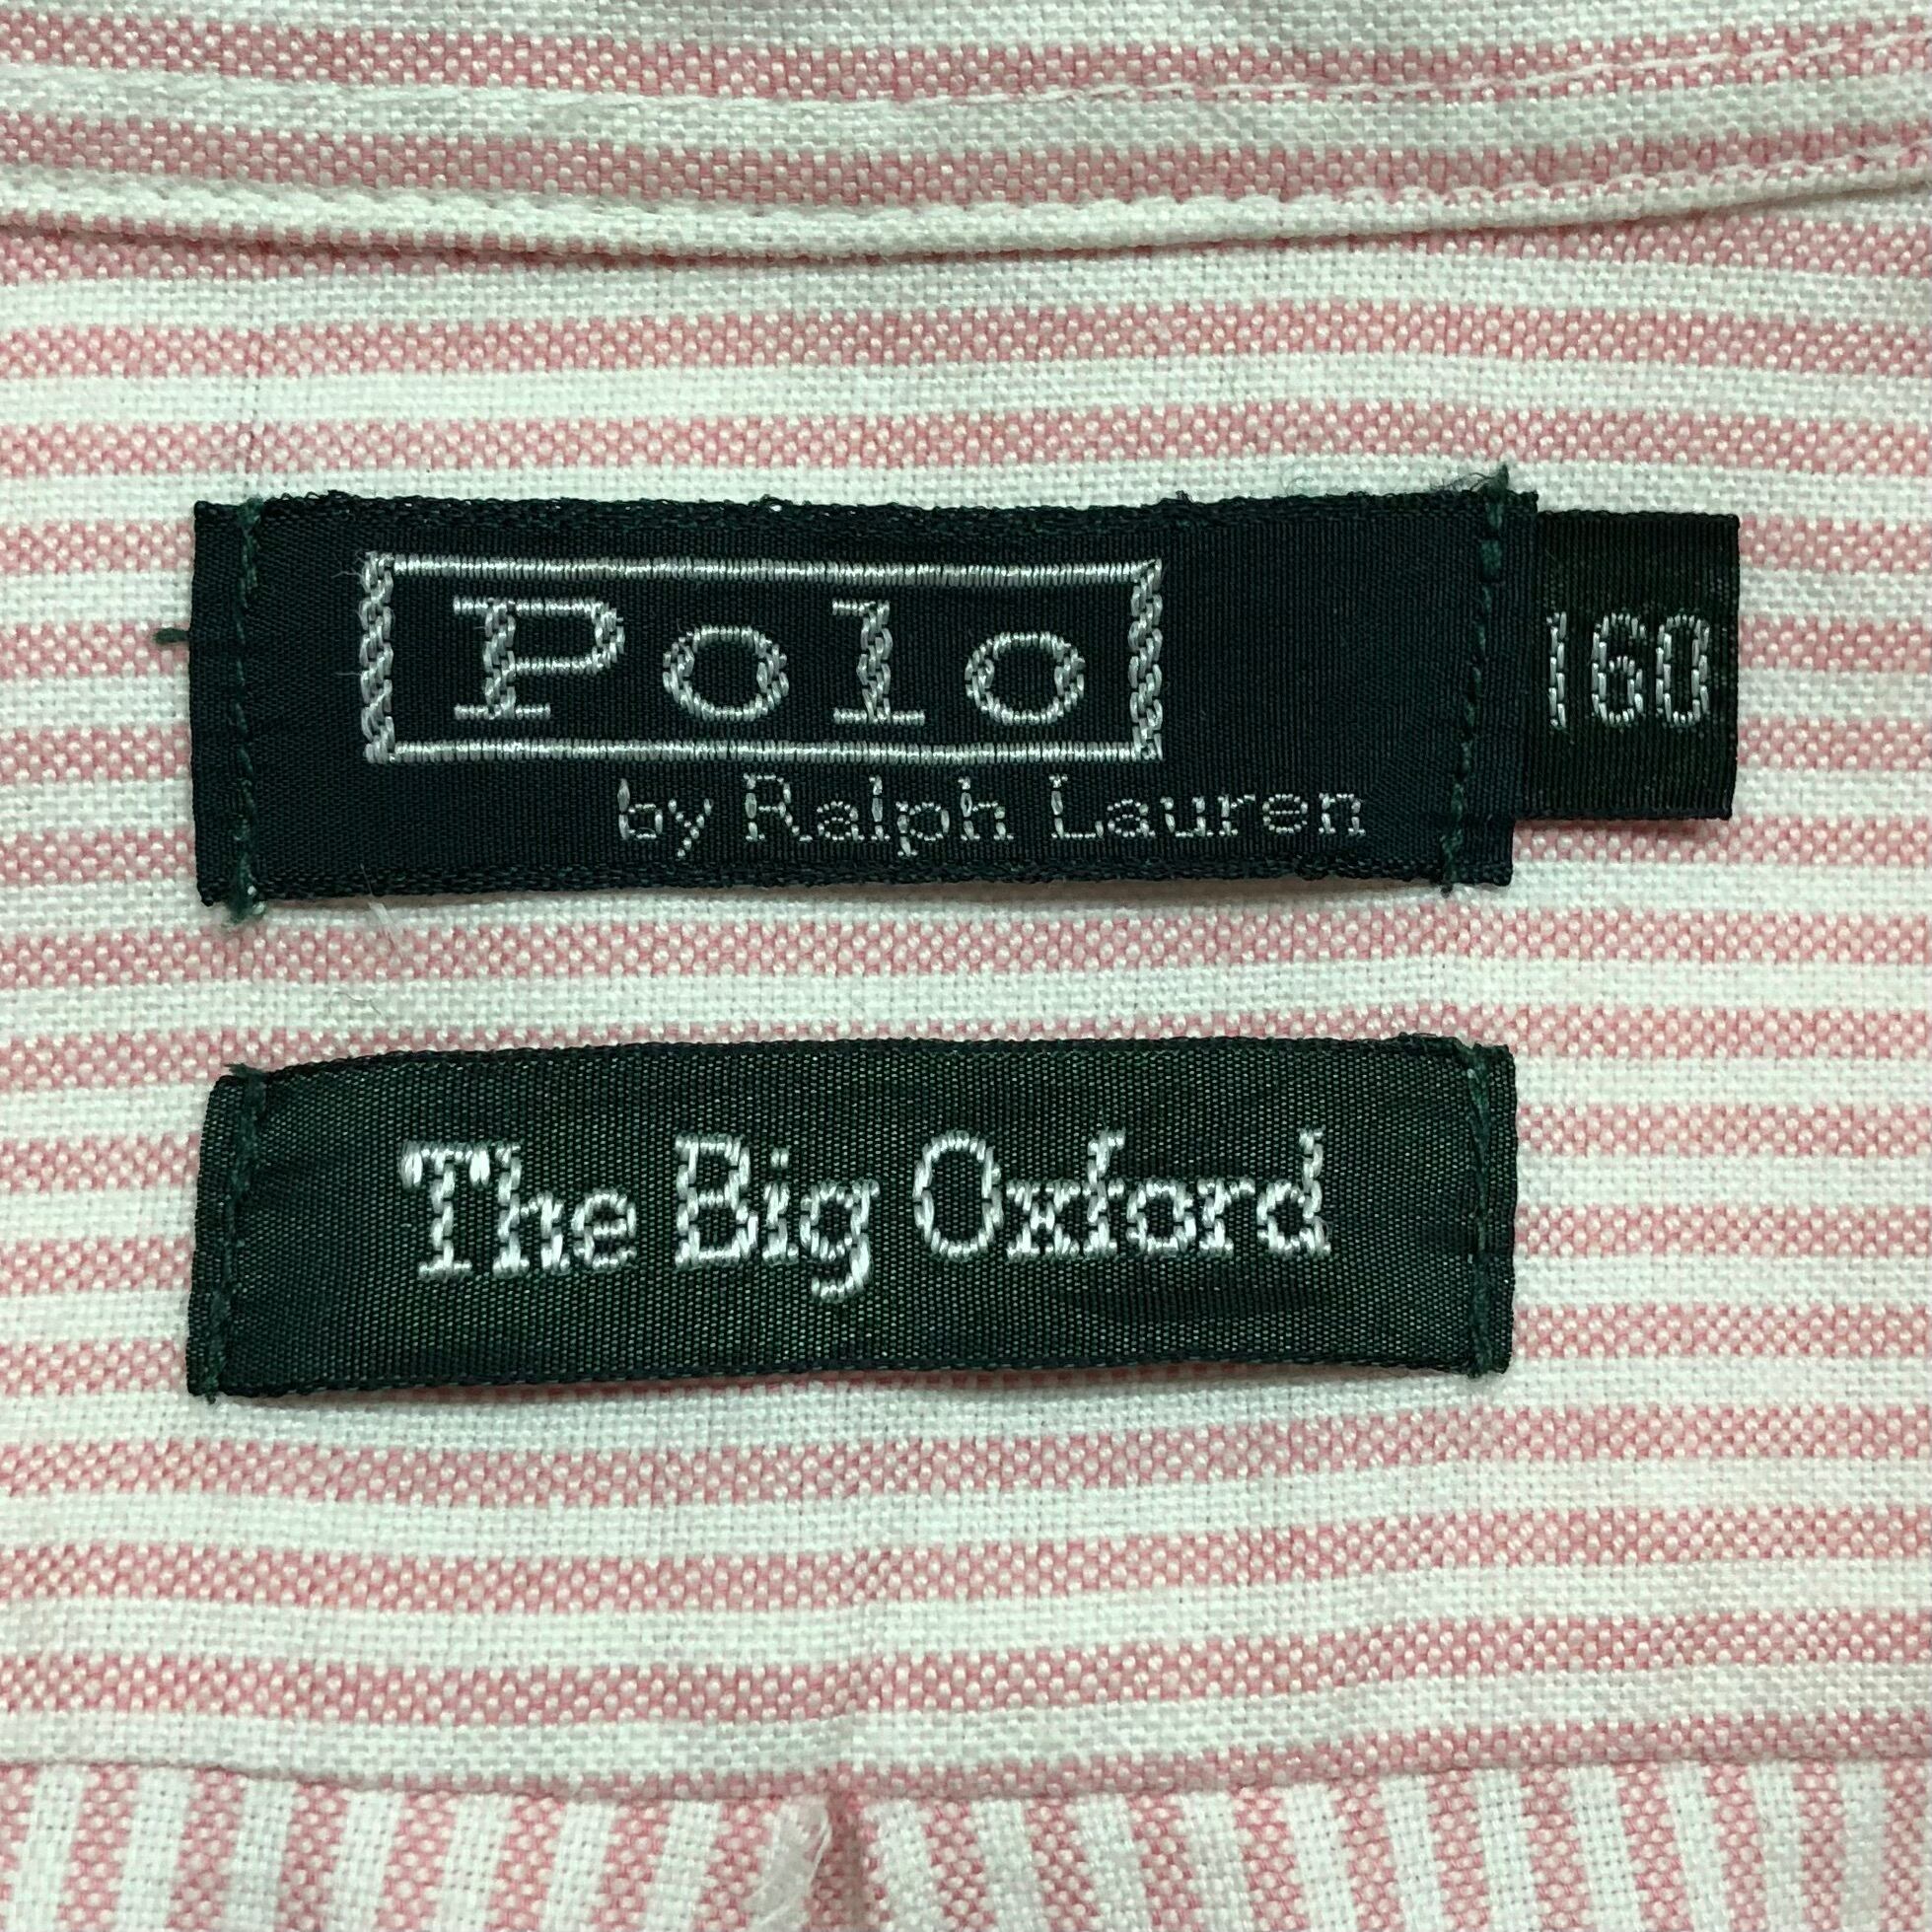 Polo
by Ralph Lauren
160
The Big Oxford